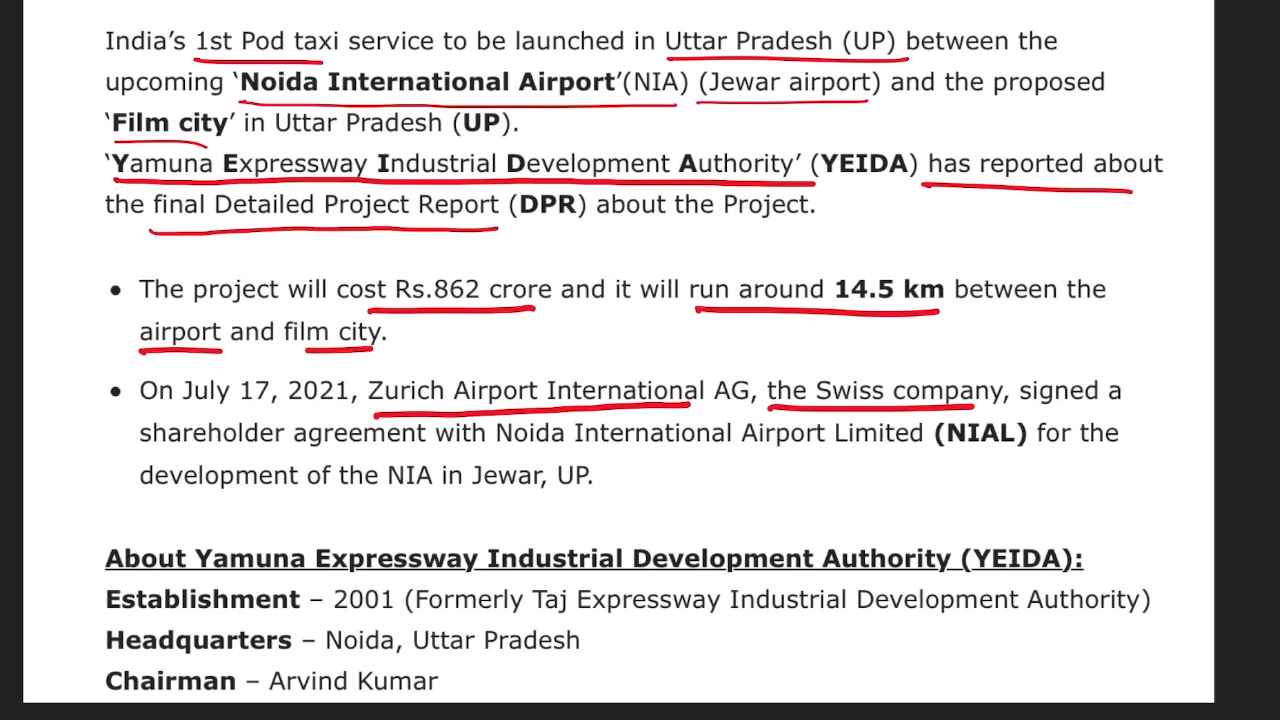 India’s 1st Pod taxi service to be launched in Uttar Pradesh (UP) between the
upcoming ‘Noida International Airport’(NIA) (Jewar airport) and the proposed
‘Film city’ in Uttar Pradesh (UP).
‘Yamuna Expressway Industrial Development Authority’ (YEIDA) has reported about
the final Detailed Project Report (DPR) about the Project.
• The project will cost Rs.862 crore and it will run around 14.5 km between the
airport and film city.
• On July 17, 2021, Zurich Airport International AG, the Swiss company, signed a
shareholder agreement with Noida International Airport Limited (NIAL) for the
development of the NIA in Jewar, UP.
About Yamuna Expressway Industrial Development Authority (YEIDA):
Establishment – 2001 (Formerly Taj Expressway Industrial Development Authority)
Headquarters – Noida, Uttar Pradesh
Chairman – Arvind Kumar